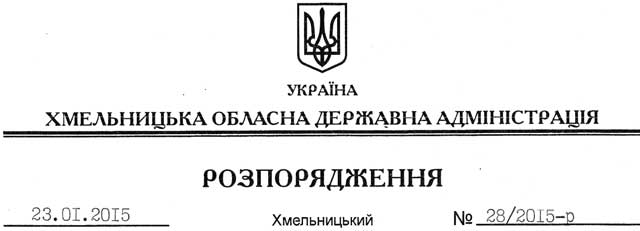 УКРАЇНА
ХМЕЛЬНИЦЬКА ОБЛАСНА ДЕРЖАВНА АДМІНІСТРАЦІЯ
РОЗПОРЯДЖЕННЯ
23.01.2015 Хмельницький № 28/2015-р